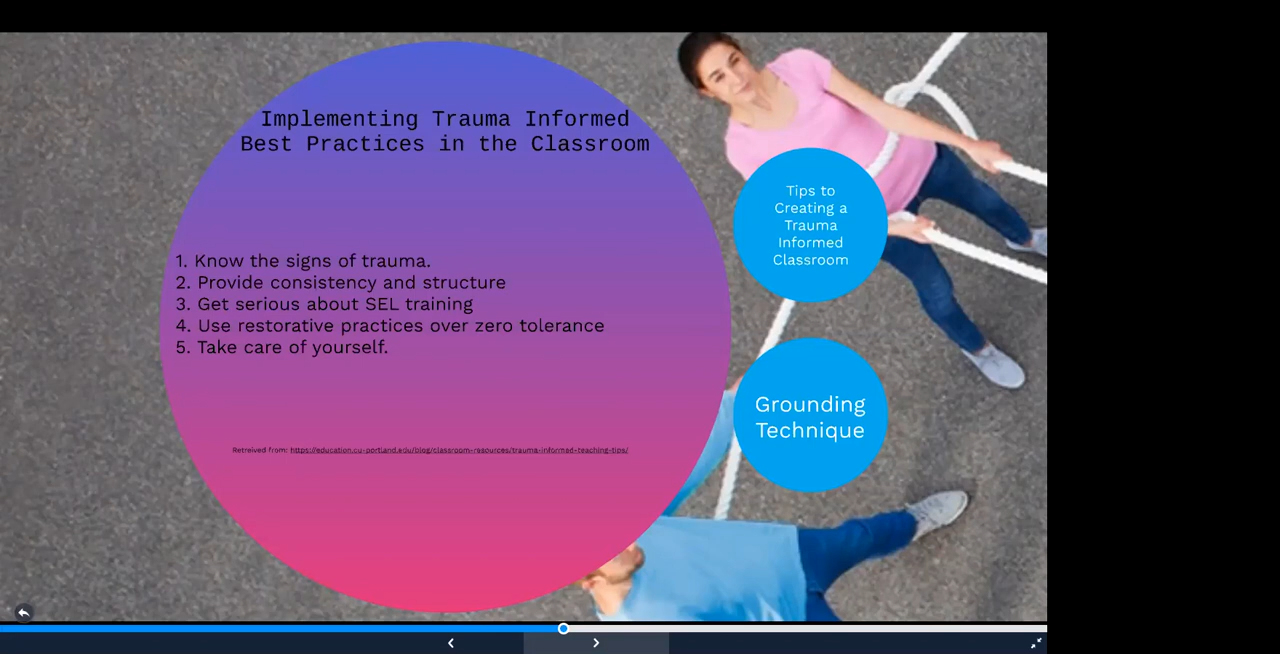 Implementing Trauma Informed
Best Practices in the Classroom
1. Know the signs of trauma.
2. Provide consistency and structure
3. Get serious about SEL training
4. Use restorative practices over zero tolerance
5. Take care of yourself.
Retreived from: https://education.cu-portland.edu/blog/classroom-resources/trauma-informed-teaching-tips/
Tips to
Creating a
Trauma
Informed
Classroom
Grounding
Technique